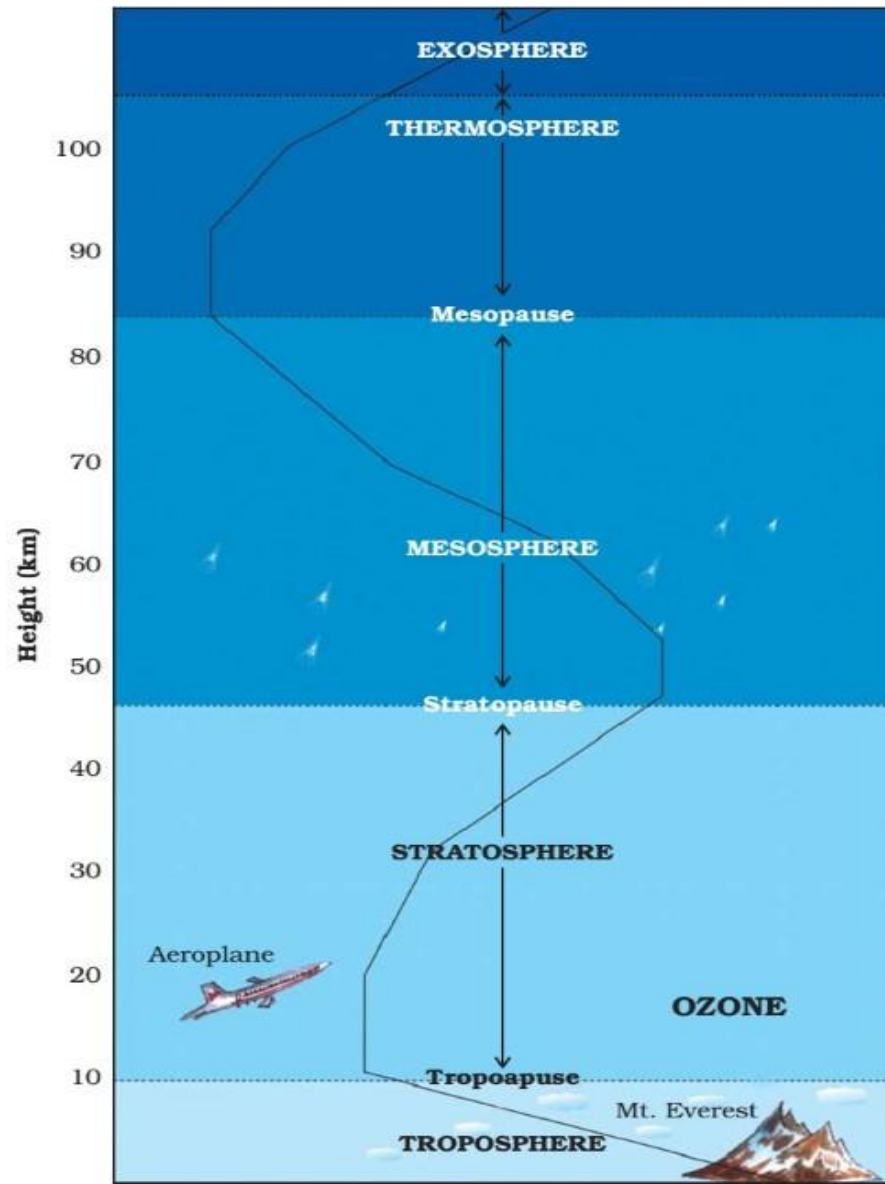 EXOSPHERE
THERMOSPHERE
100
90
Mesopause
80
70
MESOSPHERE
60
Height (km)
50
Stratopause
40
STRATOSPHERE
30
Aeroplane
20
OZONE
10
Tropoapuse
Mt. Everest
TROPOSPHERE